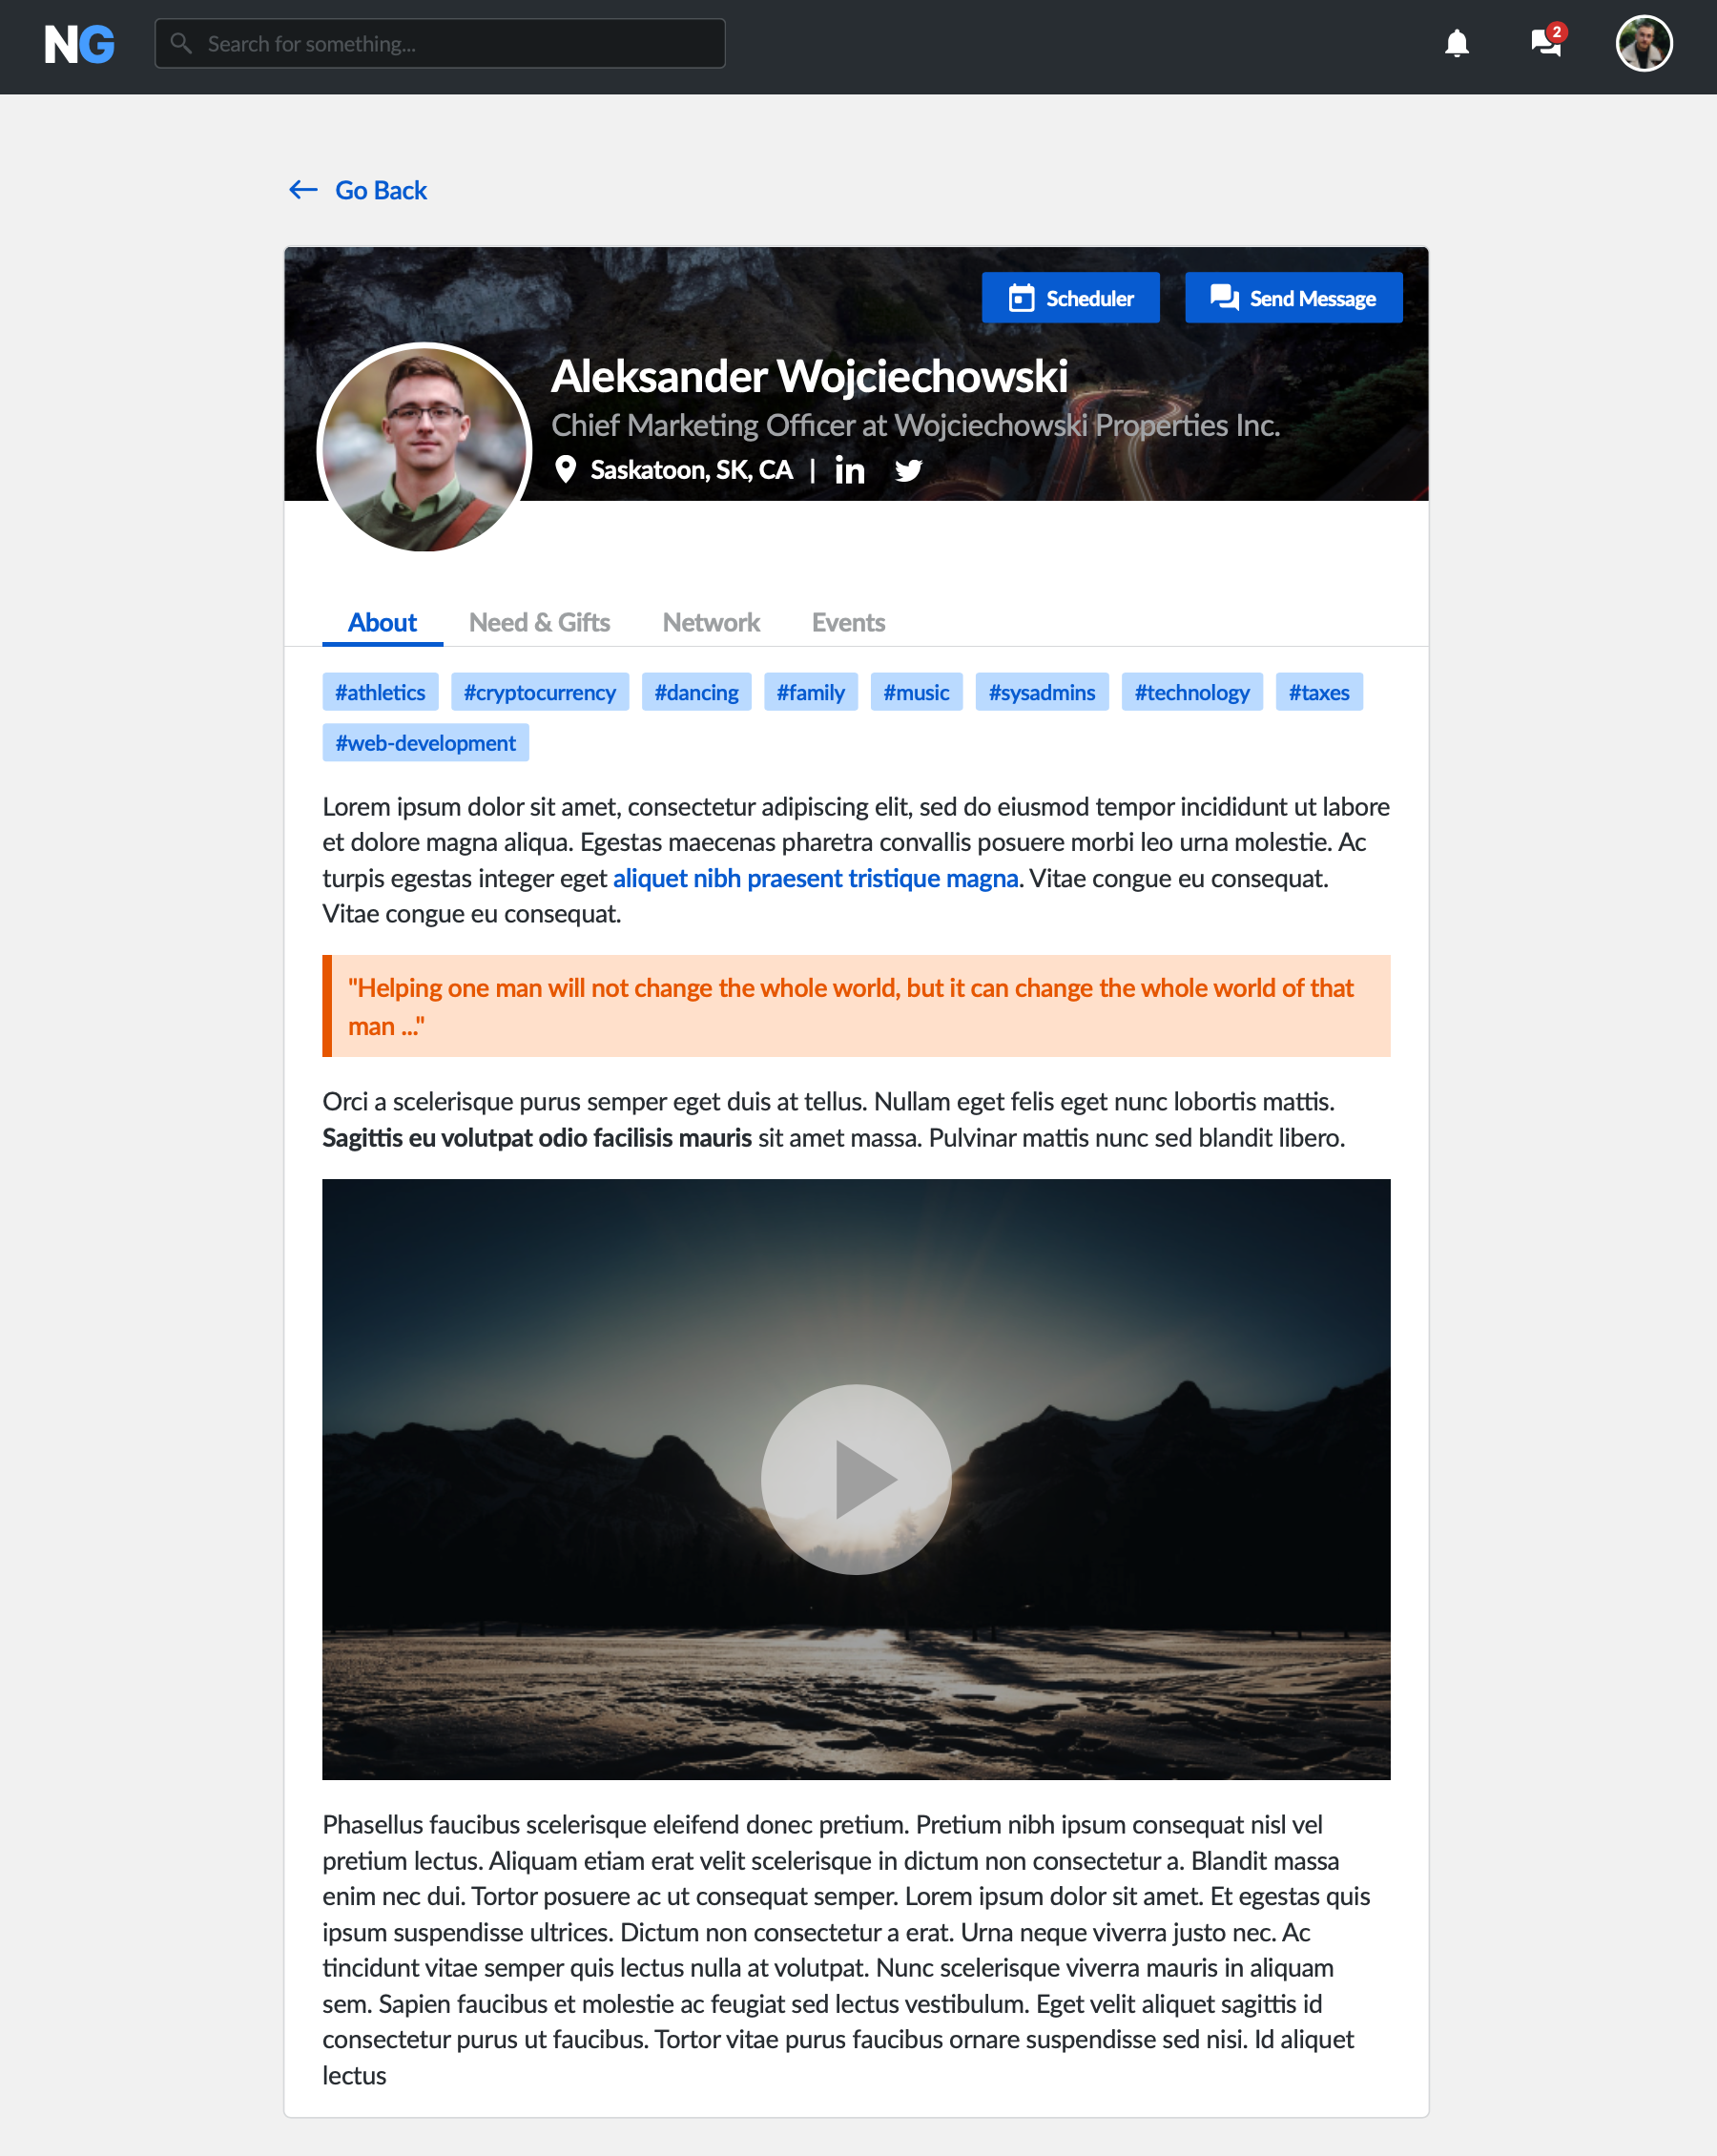 NG
Search for something...
2
Go Back
Scheduler
Send Message
Aleksander Wojciechowski
Chief Marketing Officer at Wojciechowski Properties Inc.
Saskatoon, SK, CA | in
About
Need & Gifts
Network
Events
#athletics #cryptocurrency #dancing #family #music #sysadmins #technology #taxes
#web-development
Lorem ipsum dolor sit amet, consectetur adipiscing elit, sed do eiusmod tempor incididunt ut labore
et dolore magna aliqua. Egestas maecenas pharetra convallis posuere morbi leo urna molestie. Ac
turpis egestas integer eget aliquet nibh praesent tristique magna. Vitae congue eu consequat.
Vitae congue eu consequat.
"Helping one man will not change the whole world, but it can change the whole world of that
man ..."
Orci a scelerisque purus semper eget duis at tellus. Nullam eget felis eget nunc lobortis mattis.
Sagittis eu volutpat odio facilisis mauris sit amet massa. Pulvinar mattis nunc sed blandit libero.
Phasellus faucibus scelerisque eleifend donec pretium. Pretium nibh ipsum consequat nisl vel
pretium lectus. Aliquam etiam erat velit scelerisque in dictum non consectetur a. Blandit massa
enim nec dui. Tortor posuere ac ut consequat semper. Lorem ipsum dolor sit amet. Et egestas quis
ipsum suspendisse ultrices. Dictum non consectetur a erat. Urna neque viverra justo nec. Ac
tincidunt vitae semper quis lectus nulla at volutpat. Nunc scelerisque viverra mauris in aliquam
sem. Sapien faucibus et molestie ac feugiat sed lectus vestibulum. Eget velit aliquet sagittis id
consectetur purus ut faucibus. Tortor vitae purus faucibus ornare suspendisse sed nisi. Id aliquet
lectus